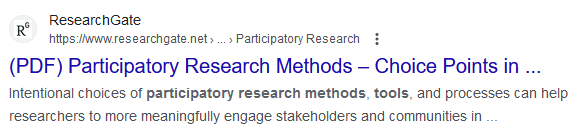 R^G
ResearchGate
https://www.researchgate.net › ... › Participatory Research
(PDF) Participatory Research Methods – Choice Points in ...
Intentional choices of participatory research methods, tools, and processes can help
researchers to more meaningfully engage stakeholders and communities in ...